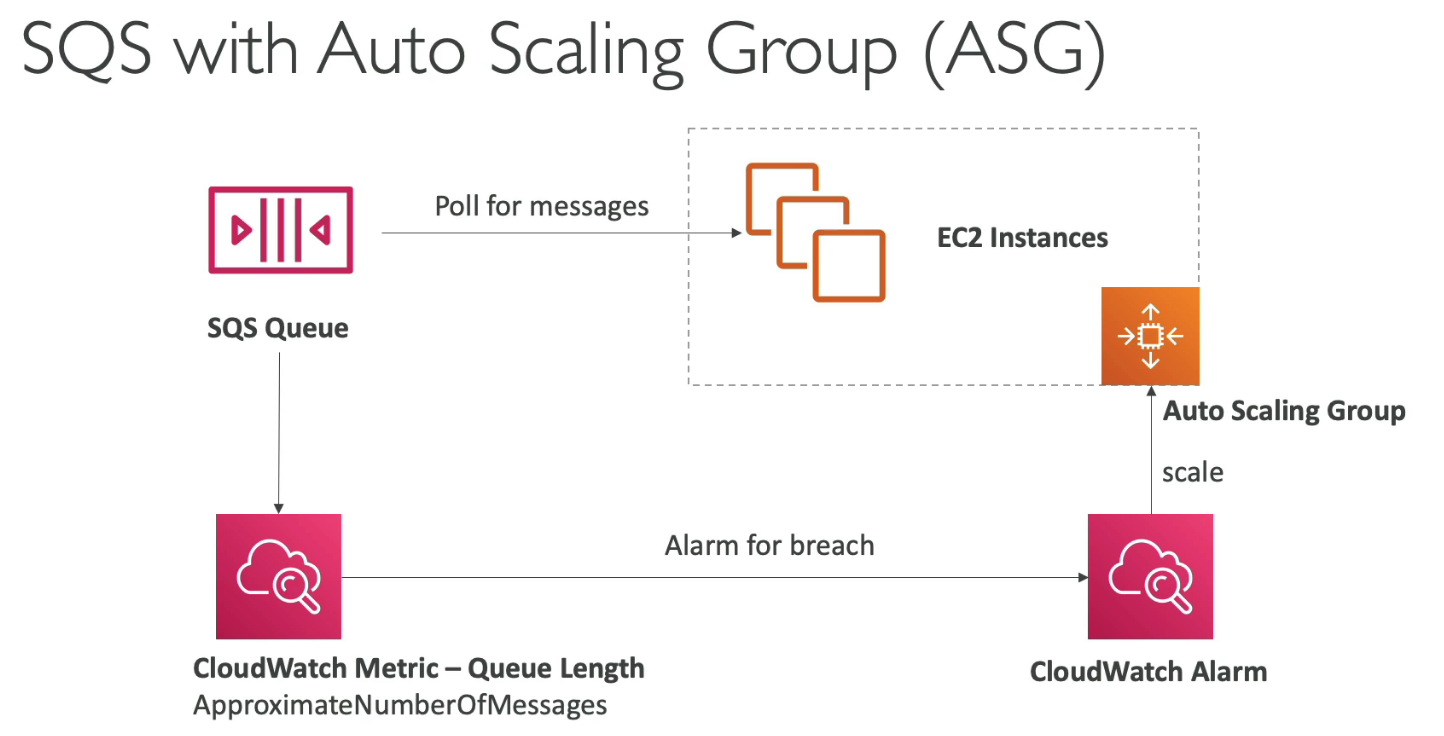 SQS with Auto Scaling Group (ASG)
Poll for messages
EC2 Instances
SQS Queue
Auto Scaling Group
scale
Alarm for breach
CloudWatch Metric – Queue Length
ApproximateNumberOfMessages
CloudWatch Alarm